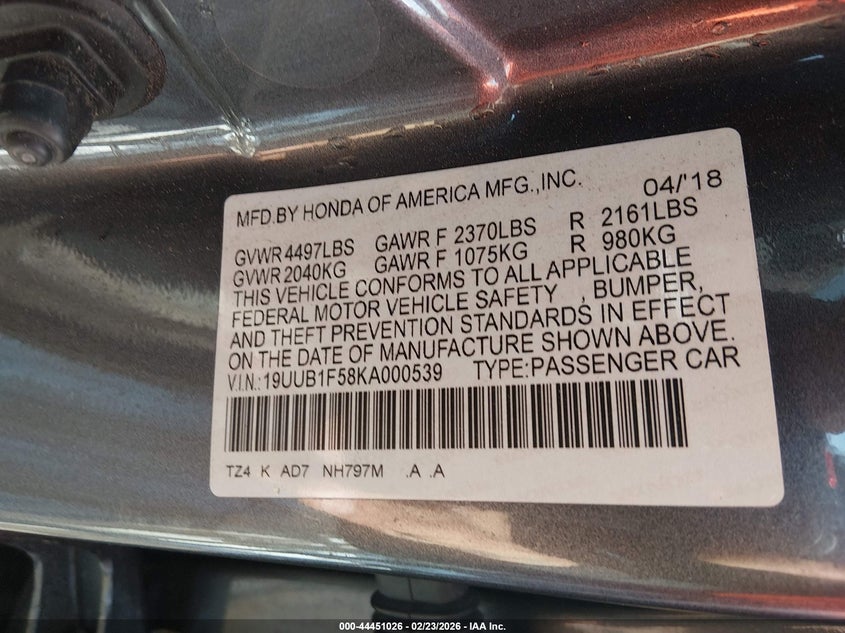 MFD.BY HONDA OF AMERICA MFG.,INC. 04/'18
GVWR 4497LBS GAWR F 2370LBS R 2161LBS
GVWR 2040KG GAWR F 1075KG R 980KG
THIS VEHICLE CONFORMS TO ALL APPLICABLE
FEDERAL MOTOR VEHICLE SAFETY , BUMPER,
AND THEFT PREVENTION STANDARDS IN EFFECT
ON THE DATE OF MANUFACTURE SHOWN ABOVE.
V.I.N.:19UUB1F58KA000539 TYPE:PASSENGER CAR
TZ4 K AD7 NH797M .A .A
000-44451026 - 02/23/2026 - IAA Inc.